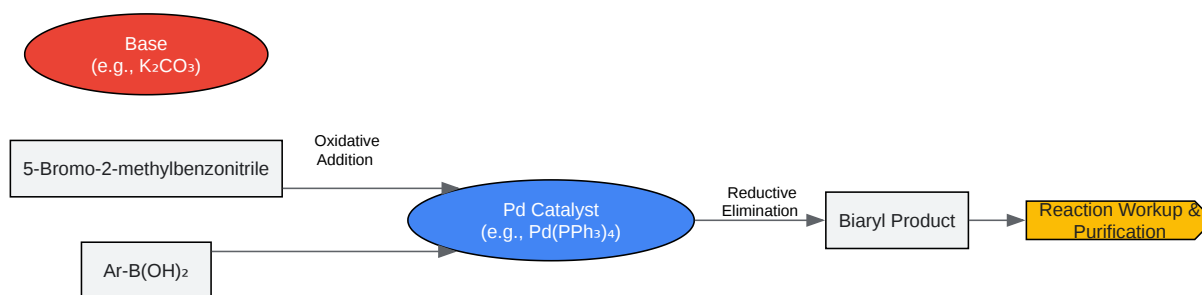 Base
(e.g., K₂CO₃)
5-Bromo-2-methylbenzonitrile
Oxidative
Addition
Ar-B(OH)₂
Pd Catalyst
(e.g., Pd(PPh₃)₄)
Reductive
Elimination
Biaryl Product
Reaction Workup &
Purification